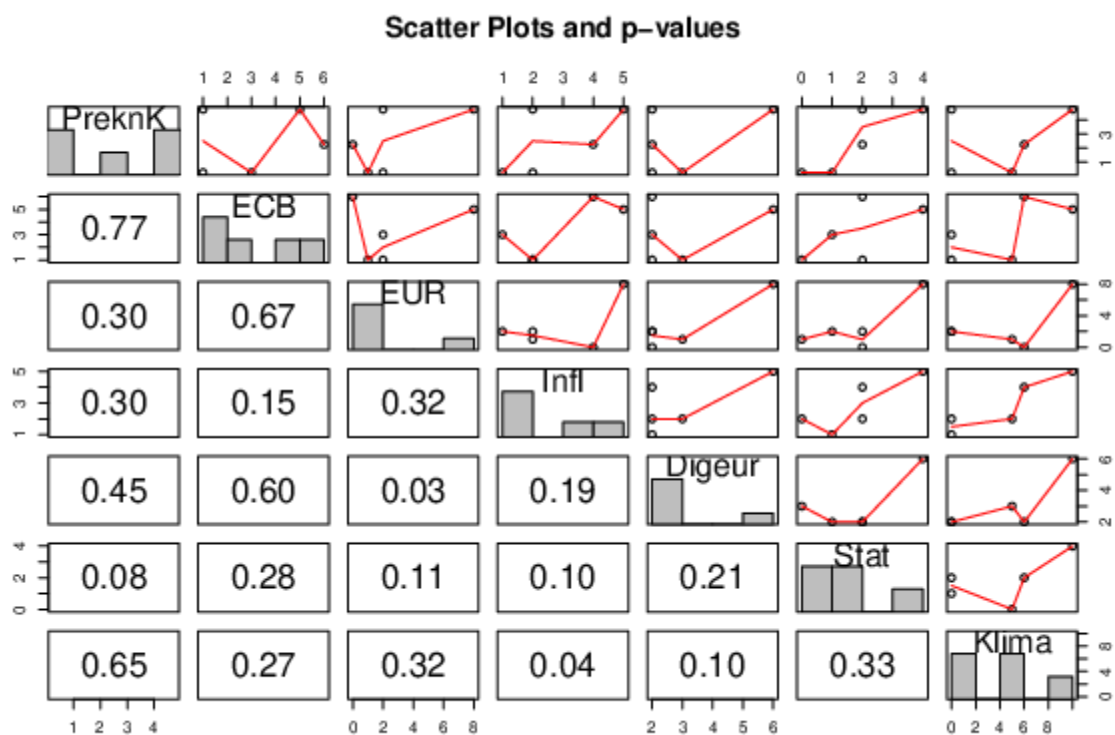 Scatter Plots and p−values
1 2 3 4 5 6 1 2 3 4 5 0 1 2 3 4
PreknK 1 3
1 3 5 0.77 ECB
0.30 0.67 EUR 0 4 8
1 3 5 0.30 0.15 0.32 Infl
0.45 0.60 0.03 0.19 Digeur 2 4 6
0 2 4 0.08 0.28 0.11 0.10 0.21 Stat
0.65 0.27 0.32 0.04 0.10 0.33 Klima 0 4 8
1 2 3 4 0 2 4 6 8 2 3 4 5 6 0 2 4 6 8